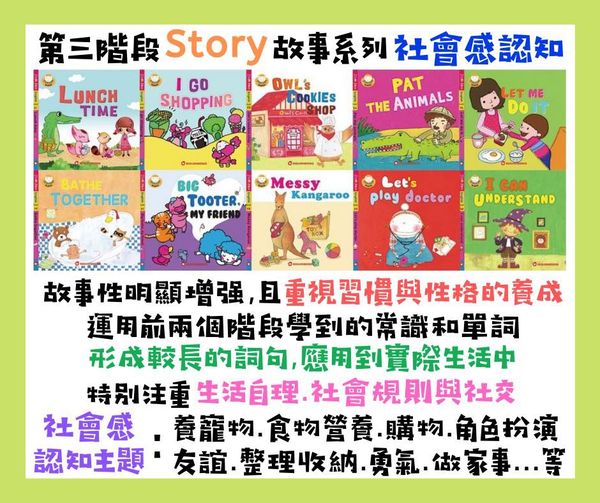 第三階段 Story 故事系列 社會感認知
LUNCH TIME
I GO SHOPPING
OWL'S COOKIES SHOP
PAT THE ANIMALS
LET ME DO IT
BATHE TOGETHER
BIG TOOTER, MY FRIEND
Messy Kangaroo
Let's play doctor
I CAN UNDERSTAND
故事性明顯增强,且重視習慣與性格的養成
運用前兩個階段學到的常識和單詞
形成較長的詞句,應用到實際生活中
特别注重 生活自理.社會規則與社交
社會感認知主題:養寵物.食物營養.購物.角色扮演
友誼.整理收納.勇氣.做家事...等